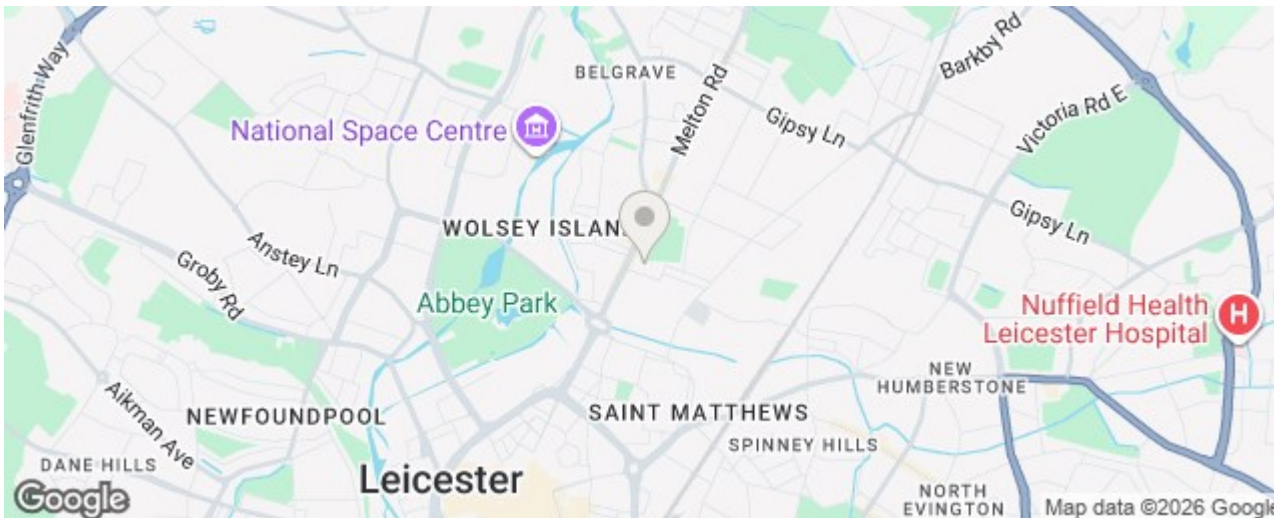 BELGRAVE
Barkby Rd
Glenfrith Way
Melton Rd
Victoria Rd E
National Space Centre
Gipsy Ln
WOLSEY ISLAN
Gipsy Ln
Anstey Ln
Groby Rd
Abbey Park
Nuffield Health
Leicester Hospital
H
NEW
HUMBERSTONE
Aikman Ave
NEWFOUNDPOOL
SAINT MATTHEWS
SPINNEY HILLS
DANE HILLS
Leicester
NORTH
EVINGTON
Google
Map data ©2026 Google